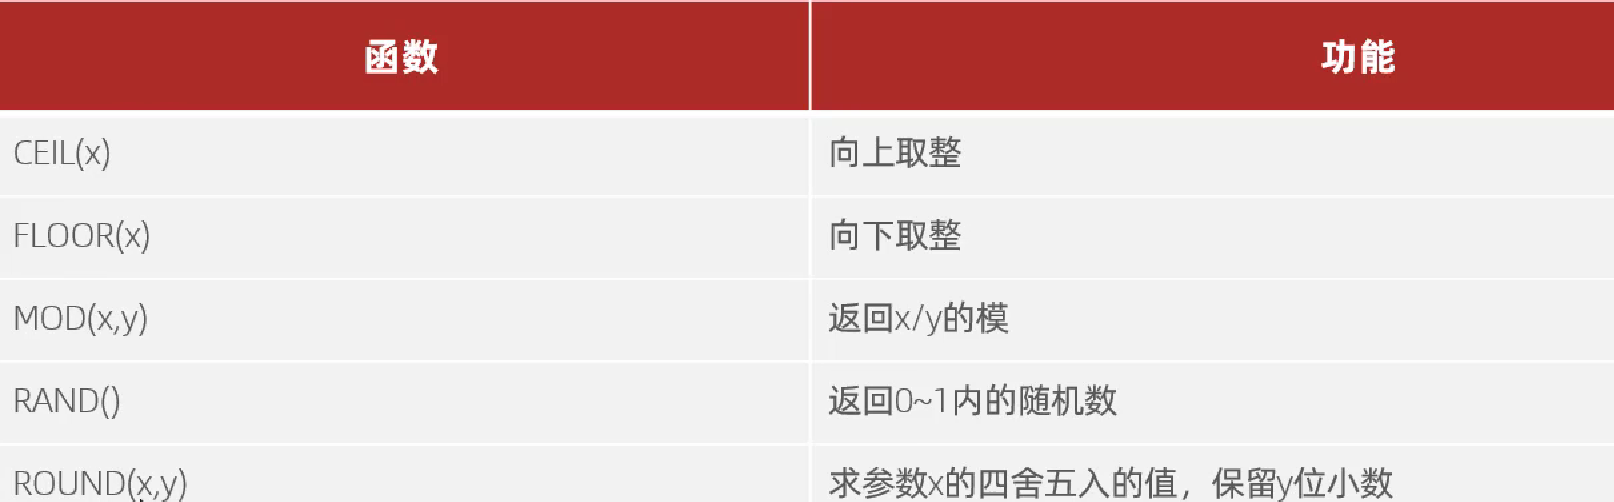 函数 功能
CEIL(x) 向上取整
FLOOR(x) 向下取整
MOD(x,y) 返回x/y的模
RAND() 返回0~1内的随机数
ROUND(x,y) 求参数x的四舍五入的值，保留y位小数